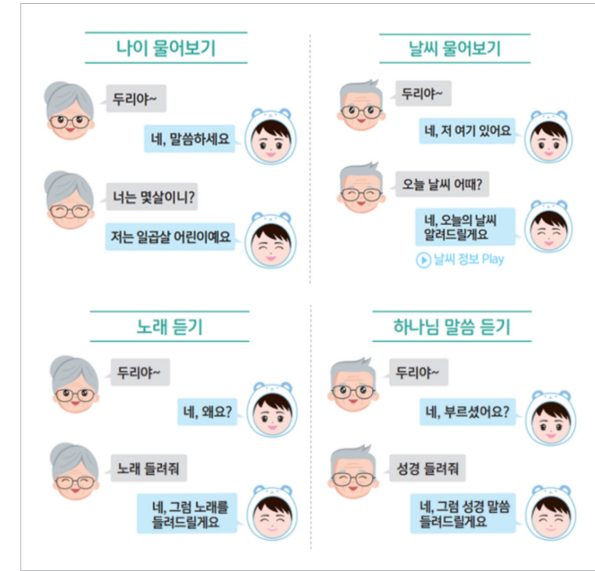 나이 물어보기
두리야~
네, 말씀하세요
너는 몇살이니?
저는 일곱살 어린이예요
날씨 물어보기
두리야~
네, 저 여기 있어요
오늘 날씨 어때?
네, 오늘의 날씨
알려드릴게요
날씨 정보 Play
노래 듣기
두리야~
네, 왜요?
노래 들려줘
네, 그럼 노래를
들려드릴게요
하나님 말씀 듣기
두리야~
네, 부르셨어요?
성경 들려줘
네, 그럼 성경 말씀
들려드릴게요